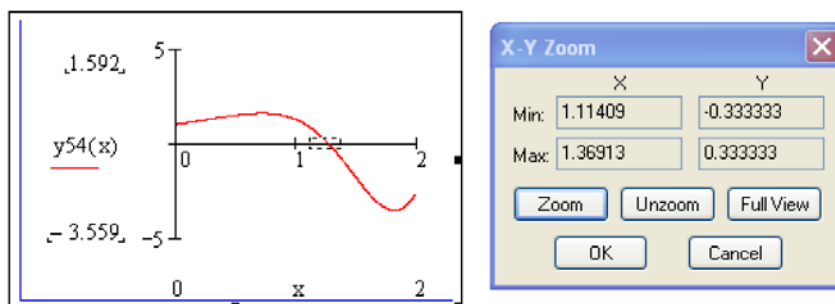 5
1.592
y54(x)
0 1 2
− 3.559
−5
0 x 2
X-Y Zoom
X Y
Min: 1.11409 -0.333333
Max: 1.36913 0.333333
Zoom Unzoom Full View
OK Cancel